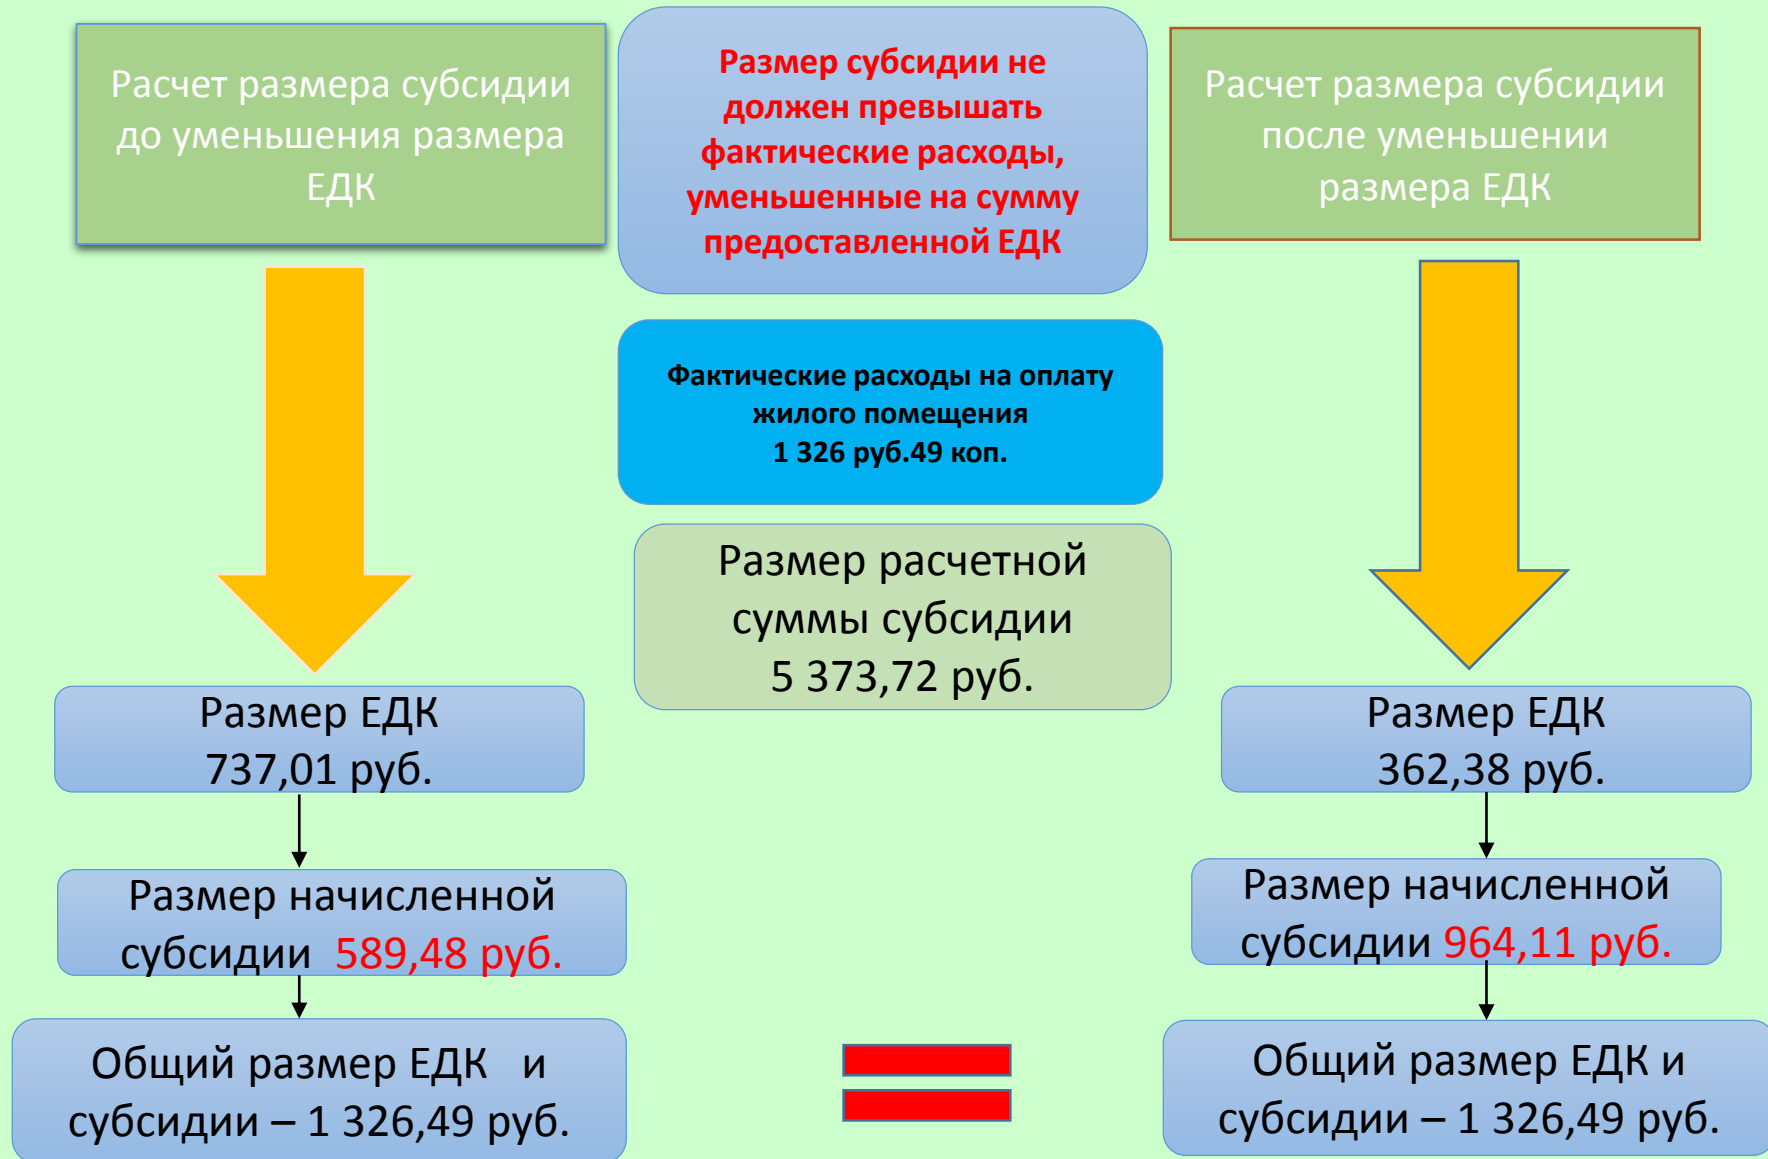 Расчет размера субсидии
до уменьшения размера
ЕДК
Размер субсидии не
должен превышать
фактические расходы,
уменьшенные на сумму
предоставленной ЕДК
Расчет размера субсидии
после уменьшении
размера ЕДК
Фактические расходы на оплату
жилого помещения
1 326 руб.49 коп.
Размер расчетной
суммы субсидии
5 373,72 руб.
Размер ЕДК
737,01 руб.
Размер начисленной
субсидии 589,48 руб.
Общий размер ЕДК и
субсидии – 1 326,49 руб.
Размер ЕДК
362,38 руб.
Размер начисленной
субсидии 964,11 руб.
Общий размер ЕДК и
субсидии – 1 326,49 руб.